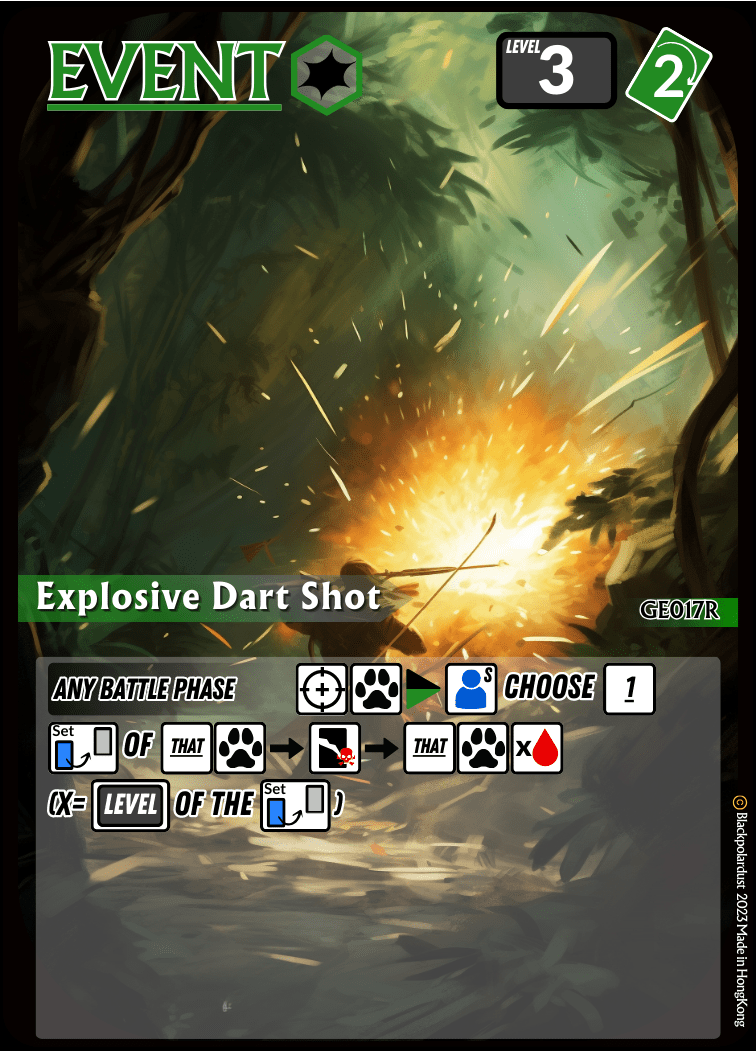 EVENT
LEVEL 3
2
Explosive Dart Shot
GE017R
ANY BATTLE PHASE S CHOOSE 1
Set OF THAT THAT x
(X= LEVEL OF THE Set )
© Blackpolardust 2023 Made in HongKong